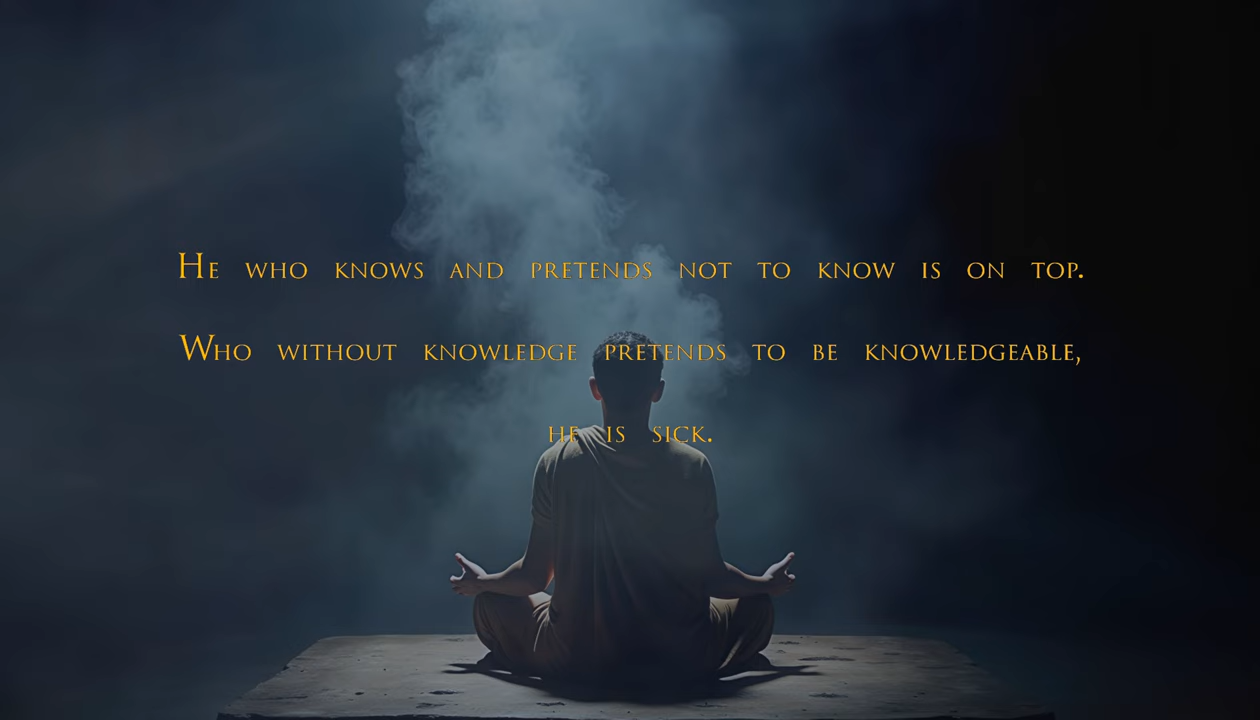 He who knows and pretends not to know is on top.
Who without knowledge pretends to be knowledgeable,
he is sick.